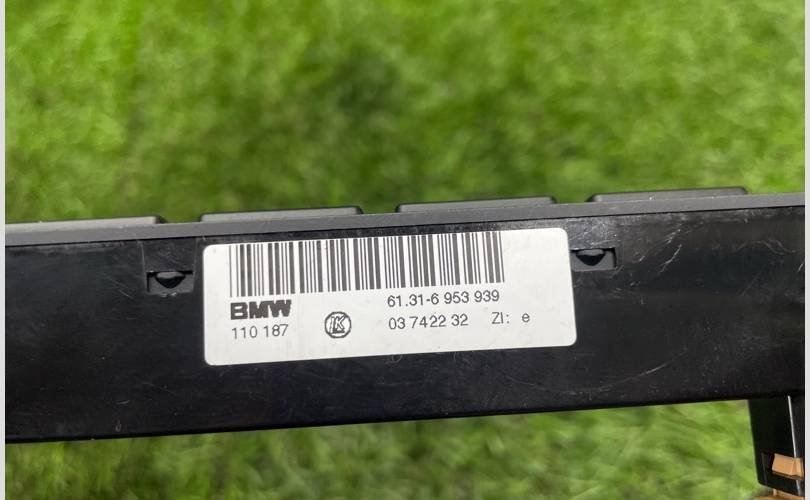 BMW 61.31-6 953 939
110 187 K 03 7422 32 ZI: e